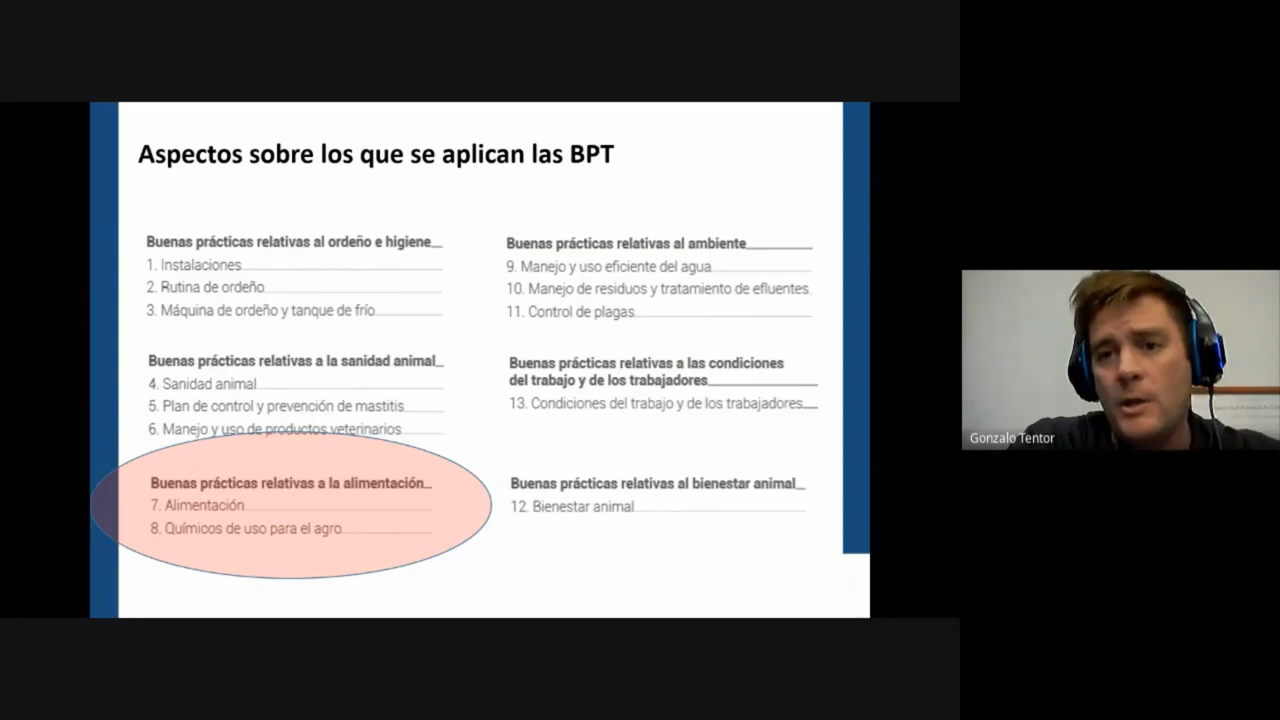 Aspectos sobre los que se aplican las BPT
Buenas prácticas relativas al ordeño e higiene
1. Instalaciones
2. Rutina de ordeño
3. Máquina de ordeño y tanque de frío
Buenas prácticas relativas a la sanidad animal
4. Sanidad animal
5. Plan de control y prevención de mastitis
6. Manejo y uso de productos veterinarios
Buenas prácticas relativas a la alimentación
7. Alimentación
8. Químicos de uso para el agro
Buenas prácticas relativas al ambiente
9. Manejo y uso eficiente del agua
10. Manejo de residuos y tratamiento de efluentes
11. Control de plagas
Buenas prácticas relativas a las condiciones
del trabajo y de los trabajadores
13. Condiciones del trabajo y de los trabajadores
Buenas prácticas relativas al bienestar animal
12. Bienestar animal
Gonzalo Tentor